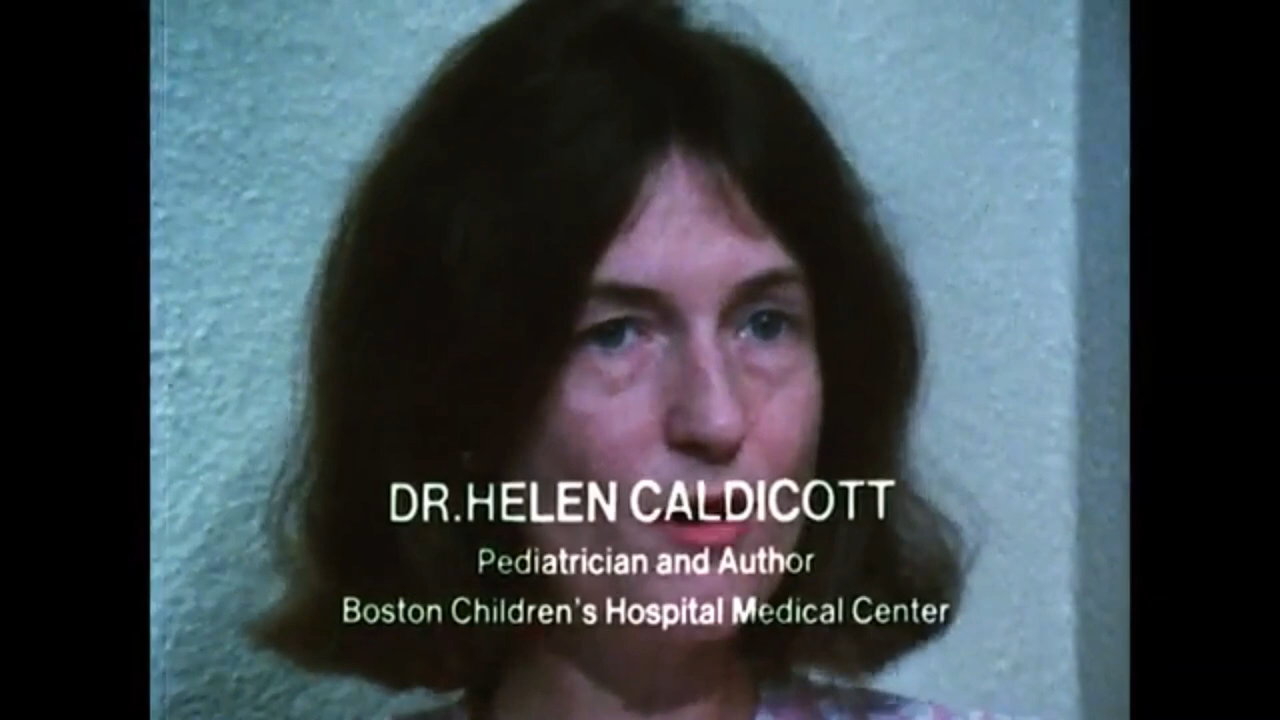 DR.HELEN CALDICOTT
Pediatrician and Author
Boston Children's Hospital Medical Center